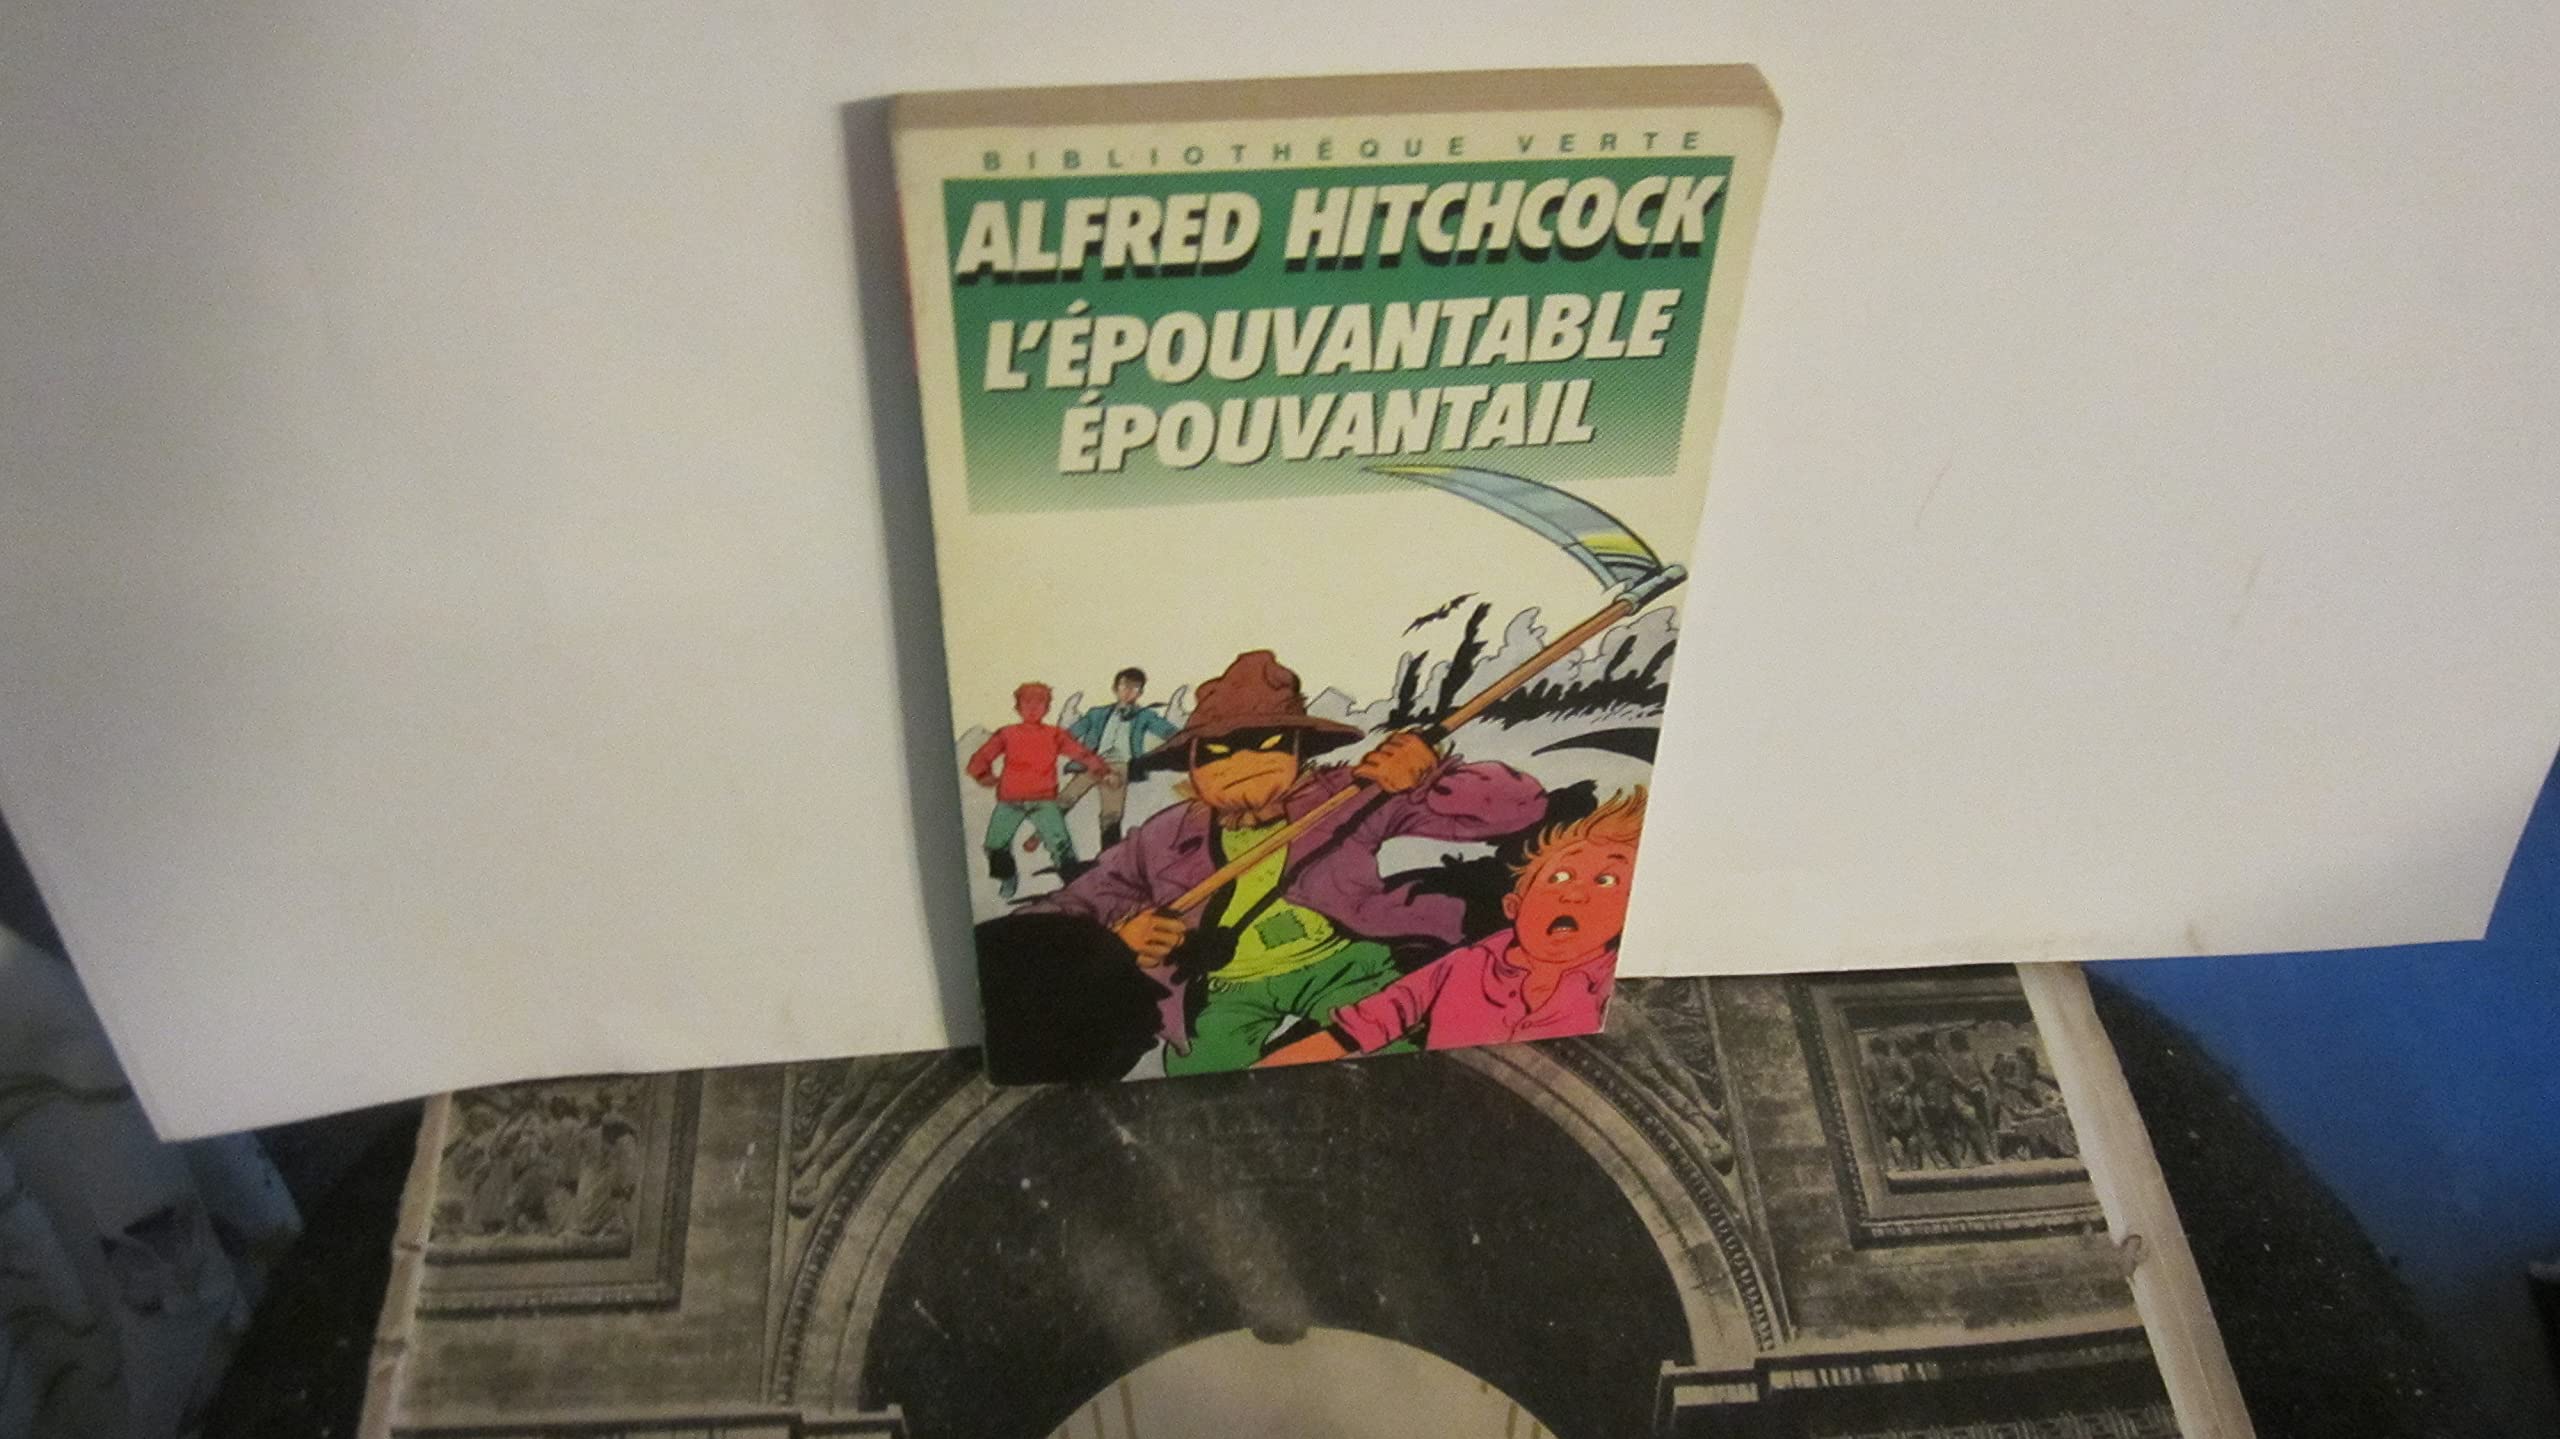 BIBLIOTHÈQUE VERTE
ALFRED HITCHCOCK
L'ÉPOUVANTABLE
ÉPOUVANTAIL